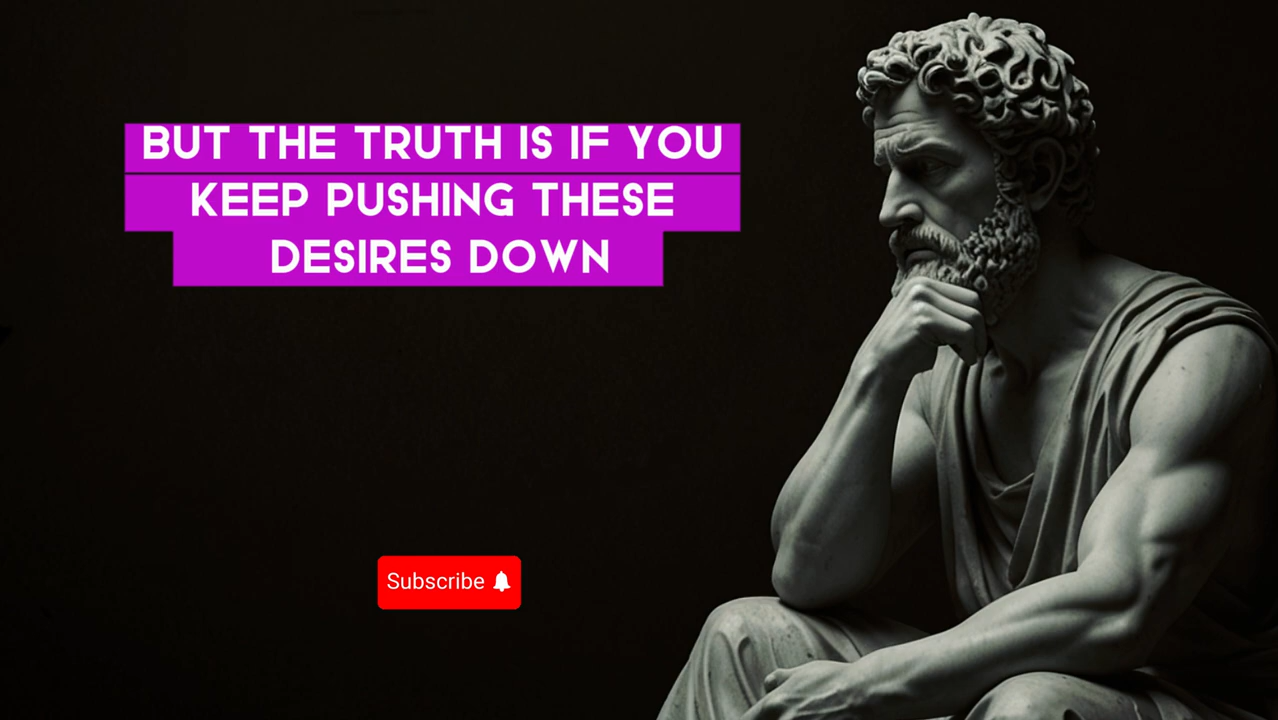 BUT THE TRUTH IS IF YOU
KEEP PUSHING THESE
DESIRES DOWN
Subscribe